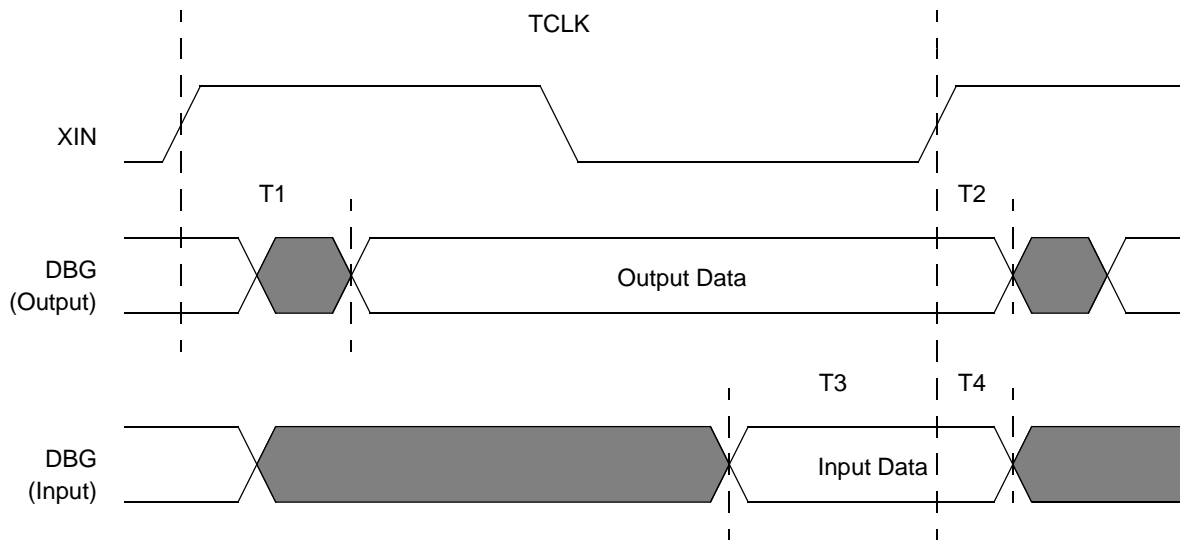 TCLK
XIN
T1
T2
DBG
(Output)
Output Data
T3
T4
DBG
(Input)
Input Data